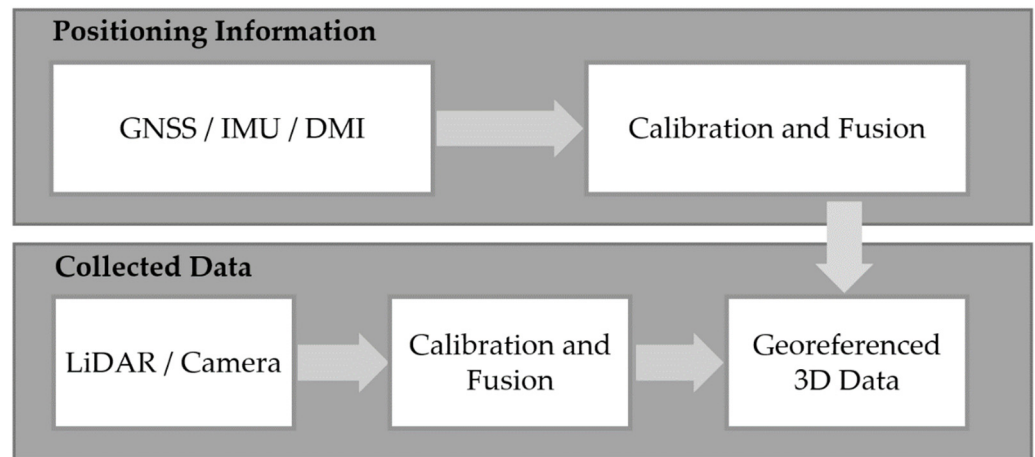 Positioning Information
GNSS / IMU / DMI
Calibration and Fusion
Collected Data
LiDAR / Camera
Calibration and
Fusion
Georeferenced
3D Data